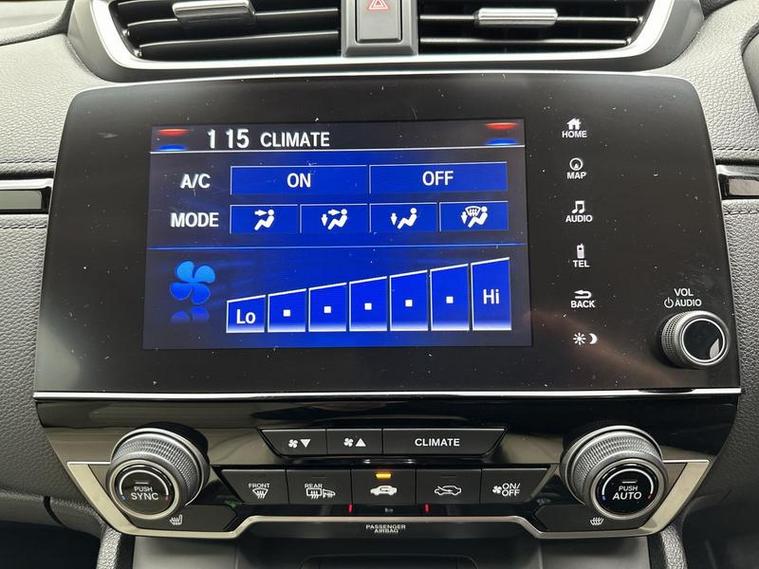 1 15 CLIMATE
A/C ON OFF
MODE
Lo Hi
HOME
MAP
AUDIO
TEL
BACK
VOL
AUDIO
CLIMATE
PUSH
SYNC
FRONT
REAR
ON/
OFF
PUSH
AUTO
PASSENGER
AIRBAG